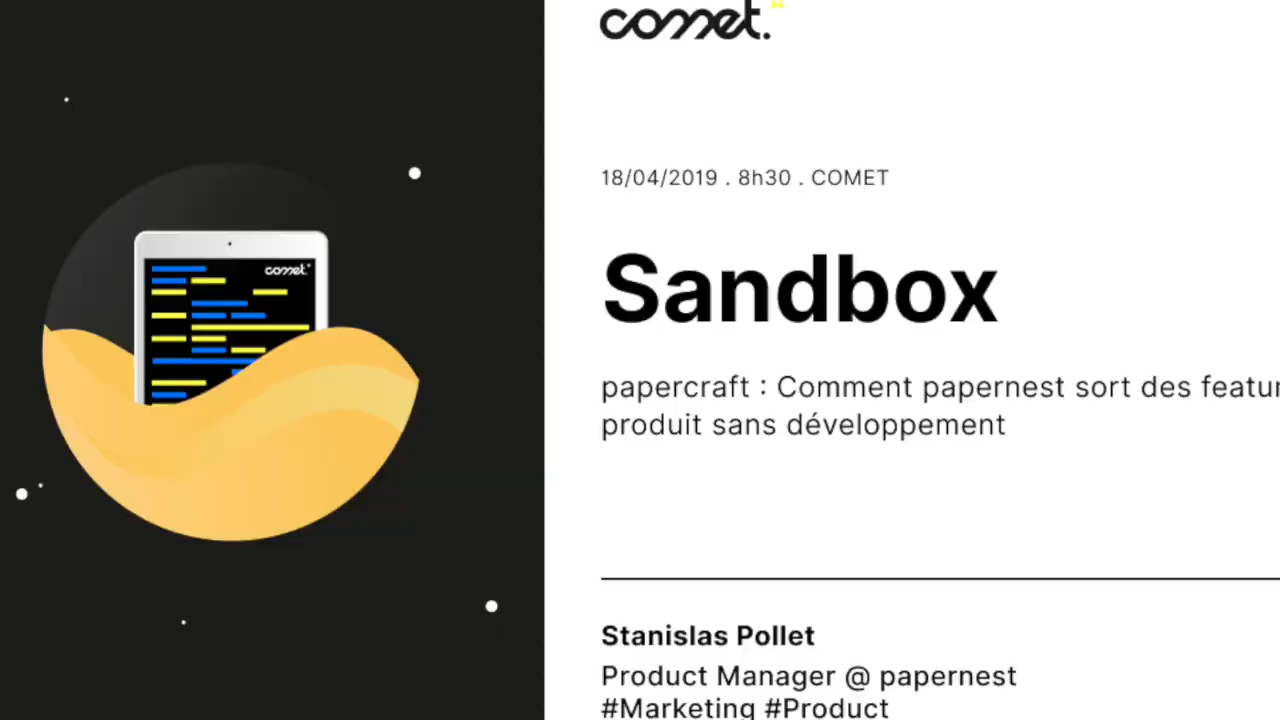 comet.
18/04/2019 . 8h30 . COMET
comet
Sandbox
papercraft : Comment papernest sort des
produit sans développement
Stanislas Pollet
Product Manager @ papernest
#Marketing #Product